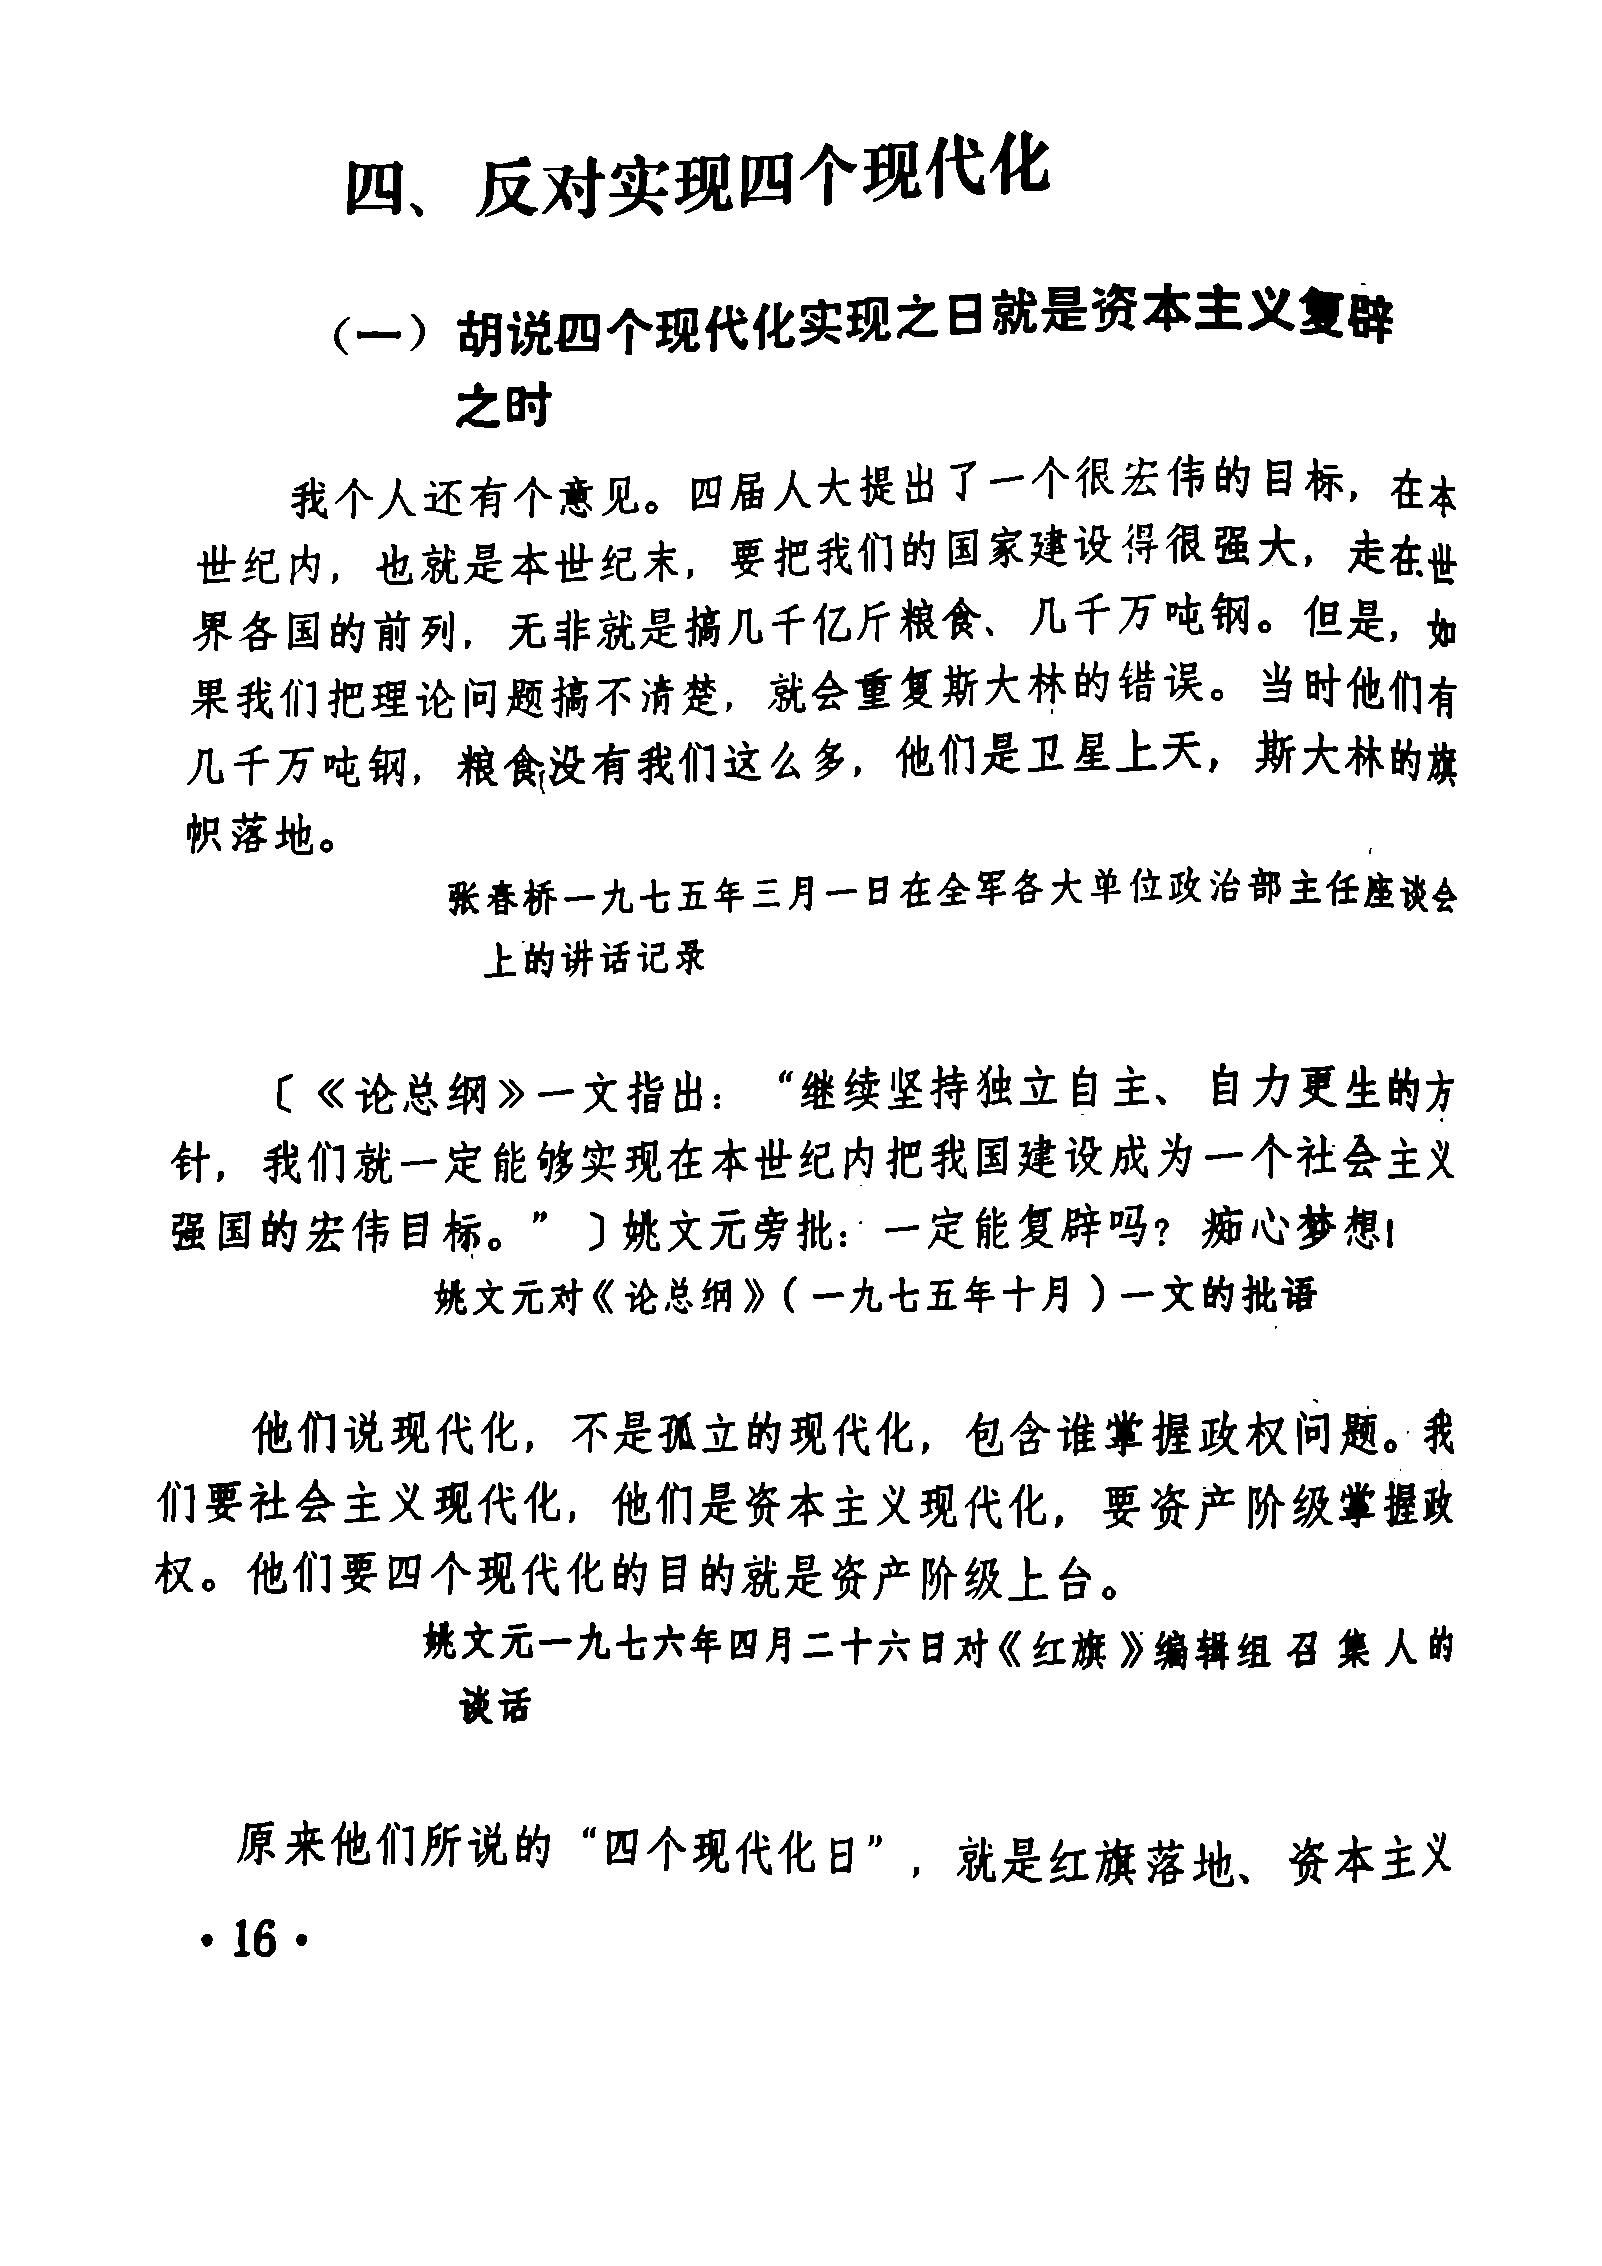 四、反对实现四个现代化
（一）胡说四个现代化实现之日就是资本主义复辟
之时
我个人还有个意见。四届人大提出了一个很宏伟的目标，在本
世纪内，也就是本世纪末，要把我们的国家建设得很强大，走在世
界各国的前列，无非就是搞几千亿斤粮食、几千万吨钢。但是，如
果我们把理论问题搞不清楚，就会重复斯大林的错误。当时他们有
几千万吨钢，粮食没有我们这么多，他们是卫星上天，斯大林的旗
帜落地。
张春桥一九七五年三月一日在全军各大单位政治部主任座谈会
上的讲话记录
〔《论总纲》一文指出：“继续坚持独立自主、自力更生的方
针，我们就一定能够实现在本世纪内把我国建设成为一个社会主义
强国的宏伟目标。”〕姚文元旁批：一定能复辟吗？痴心梦想！
姚文元对《论总纲》（一九七五年十月）一文的批语
他们说现代化，不是孤立的现代化，包含谁掌握政权问题。我
们要社会主义现代化，他们是资本主义现代化，要资产阶级掌握政
权。他们要四个现代化的目的就是资产阶级上台。
姚文元一九七六年四月二十六日对《红旗》编辑组召集人的
谈话
原来他们所说的“四个现代化日”，就是红旗落地、资本主义
·16·